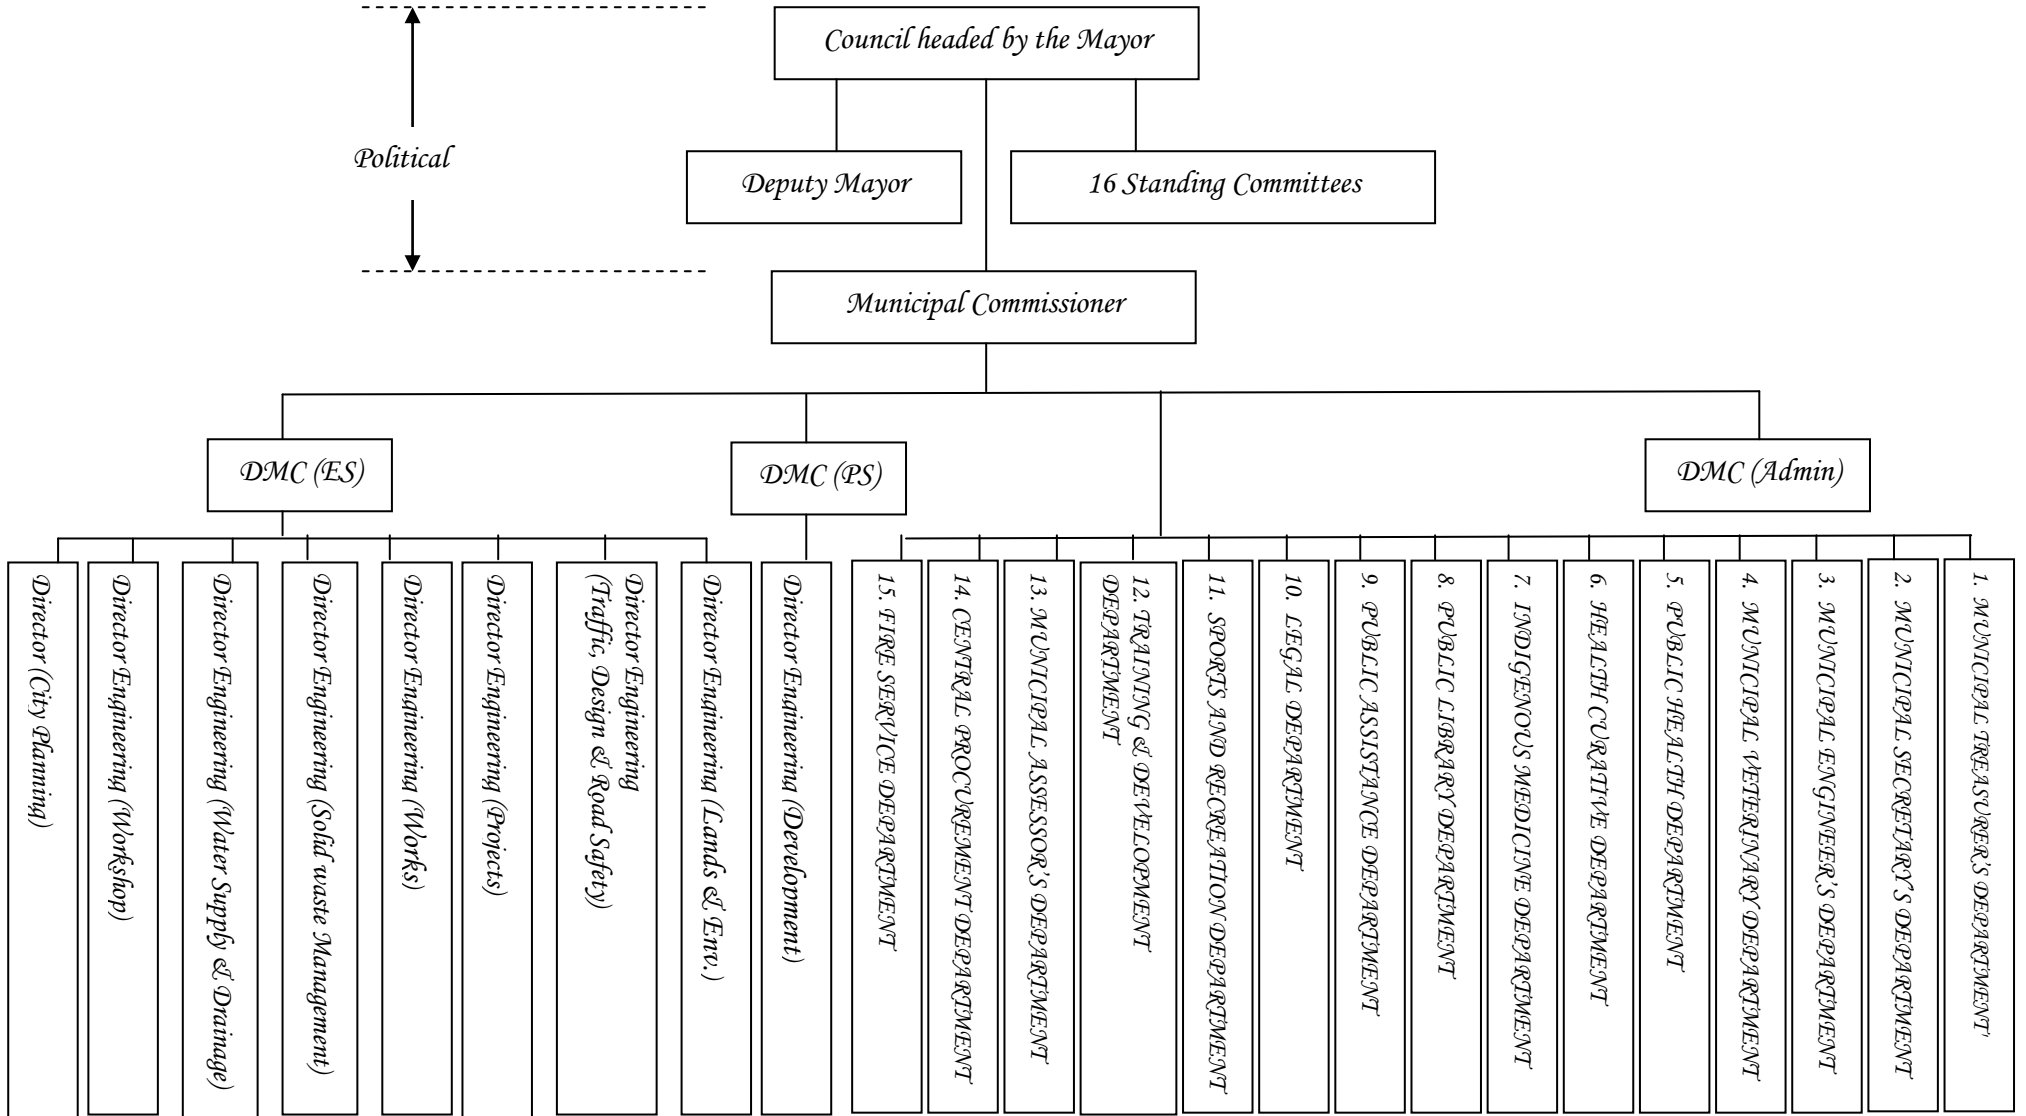 Council headed by the Mayor
Political
Deputy Mayor
16 Standing Committees
Municipal Commissioner
DMC (ES)
DMC (PS)
DMC (Admin)
Director (City Planning)
Director Engineering (Workshop)
Director Engineering (Water Supply & Drainage)
Director Engineering (Solid waste Management)
Director Engineering (Works)
Director Engineering (Projects)
Director Engineering
(Traffic, Design & Road Safety)
Director Engineering (Lands & Env.)
Director Engineering (Development)
15. FIRE SERVICE DEPARTMENT
14. CENTRAL PROCUREMENT DEPARTMENT
13. MUNICIPAL ASSESSOR'S DEPARTMENT
12. TRAINING & DEVELOPMENT
DEPARTMENT
11. SPORTS AND RECREATION DEPARTMENT
10. LEGAL DEPARTMENT
9. PUBLIC ASSISTANCE DEPARTMENT
8. PUBLIC LIBRARY DEPARTMENT
7. INDIGENOUS MEDICINE DEPARTMENT
6. HEALTH CURATIVE DEPARTMENT
5. PUBLIC HEALTH DEPARTMENT
4. MUNICIPAL VETERINARY DEPARTMENT
3. MUNICIPAL ENGINEER'S DEPARTMENT
2. MUNICIPAL SECRETARY'S DEPARTMENT
1. MUNICIPAL TREASURER'S DEPARTMENT